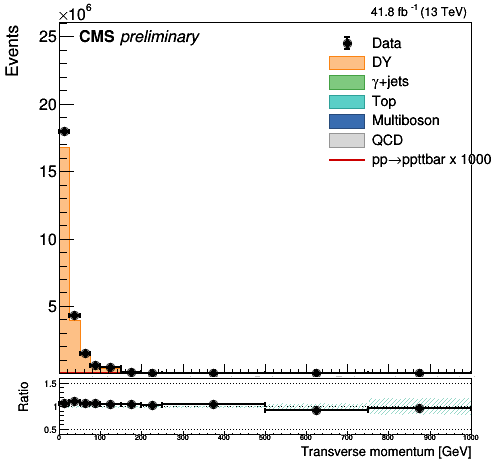 ×10⁶
41.8 fb⁻¹ (13 TeV)
CMS preliminary
Events
25
20
15
10
5
Data
DY
γ+jets
Top
Multiboson
QCD
pp→ppttbar x 1000
Ratio
1.5
1
0.5
0 100 200 300 400 500 600 700 800 900 1000
Transverse momentum [GeV]